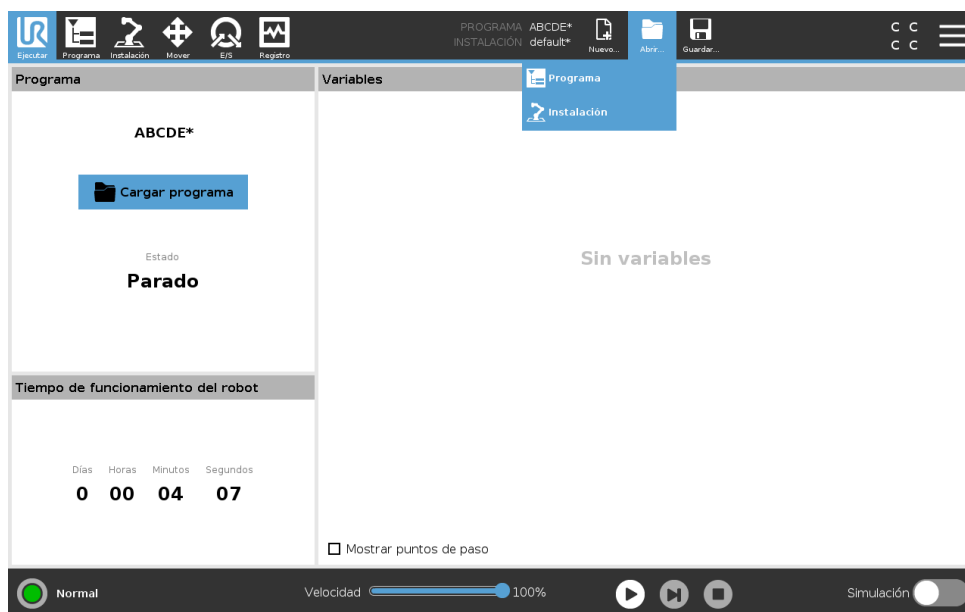 UR
PROGRAMA ABCDE*
INSTALACIÓN default*
C C
C C
Ejecutar Programa Instalación Mover E/S Registro Nuevo... Abrir... Guardar...
Programa
Instalación
Programa
ABCDE*
Cargar programa
Estado
Parado
Variables
Sin variables
Mostrar puntos de paso
Tiempo de funcionamiento del robot
Días Horas Minutos Segundos
0 00 04 07
Normal Velocidad 100% Simulación